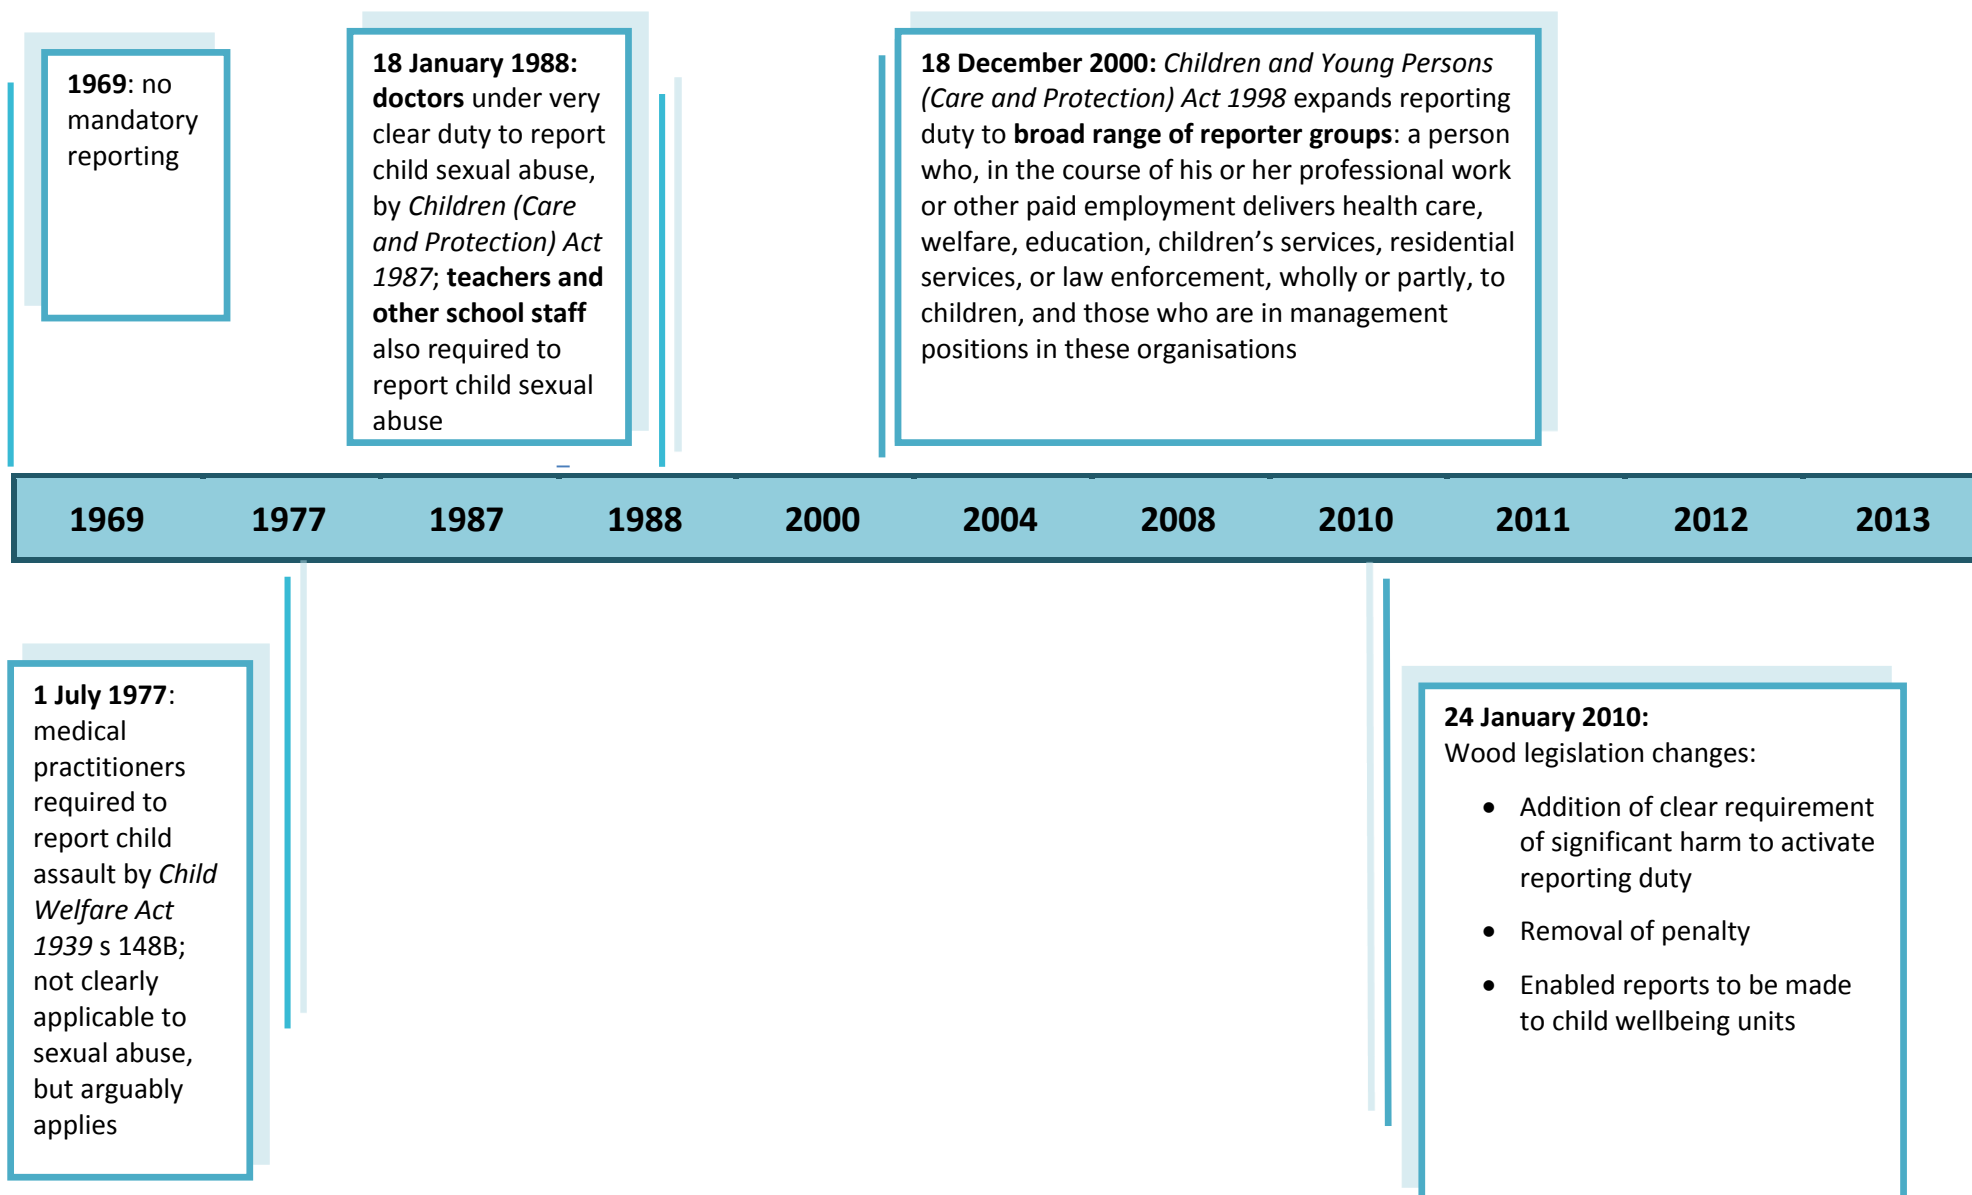 1969: no
mandatory
reporting
18 January 1988:
doctors under very
clear duty to report
child sexual abuse,
by Children (Care
and Protection) Act
1987; teachers and
other school staff
also required to
report child sexual
abuse
18 December 2000: Children and Young Persons
(Care and Protection) Act 1998 expands reporting
duty to broad range of reporter groups: a person
who, in the course of his or her professional work
or other paid employment delivers health care,
welfare, education, children’s services, residential
services, or law enforcement, wholly or partly, to
children, and those who are in management
positions in these organisations
1969 1977 1987 1988 2000 2004 2008 2010 2011 2012 2013
1 July 1977:
medical
practitioners
required to
report child
assault by Child
Welfare Act
1939 s 148B;
not clearly
applicable to
sexual abuse,
but arguably
applies
24 January 2010:
Wood legislation changes:
• Addition of clear requirement
of significant harm to activate
reporting duty
• Removal of penalty
• Enabled reports to be made
to child wellbeing units